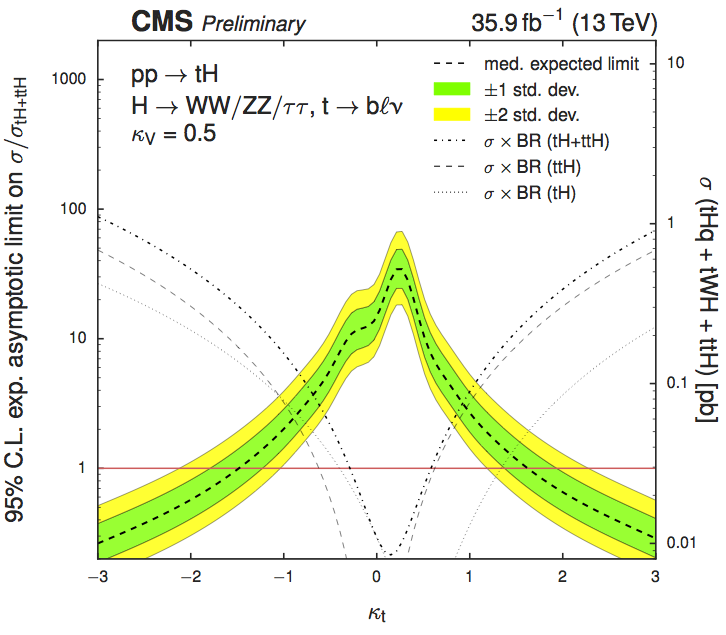 CMS Preliminary 35.9 fb⁻¹ (13 TeV)
pp → tH
H → WW/ZZ/ττ, t → bℓν
κV = 0.5
med. expected limit
±1 std. dev.
±2 std. dev.
σ × BR (tH+ttH)
σ × BR (ttH)
σ × BR (tH)
95% C.L. exp. asymptotic limit on σ/σtH+ttH
1000
100
10
1
10
1
0.1
0.01
σ (tHq + tWH + ttH) [pb]
−3 −2 −1 0 1 2 3
κt